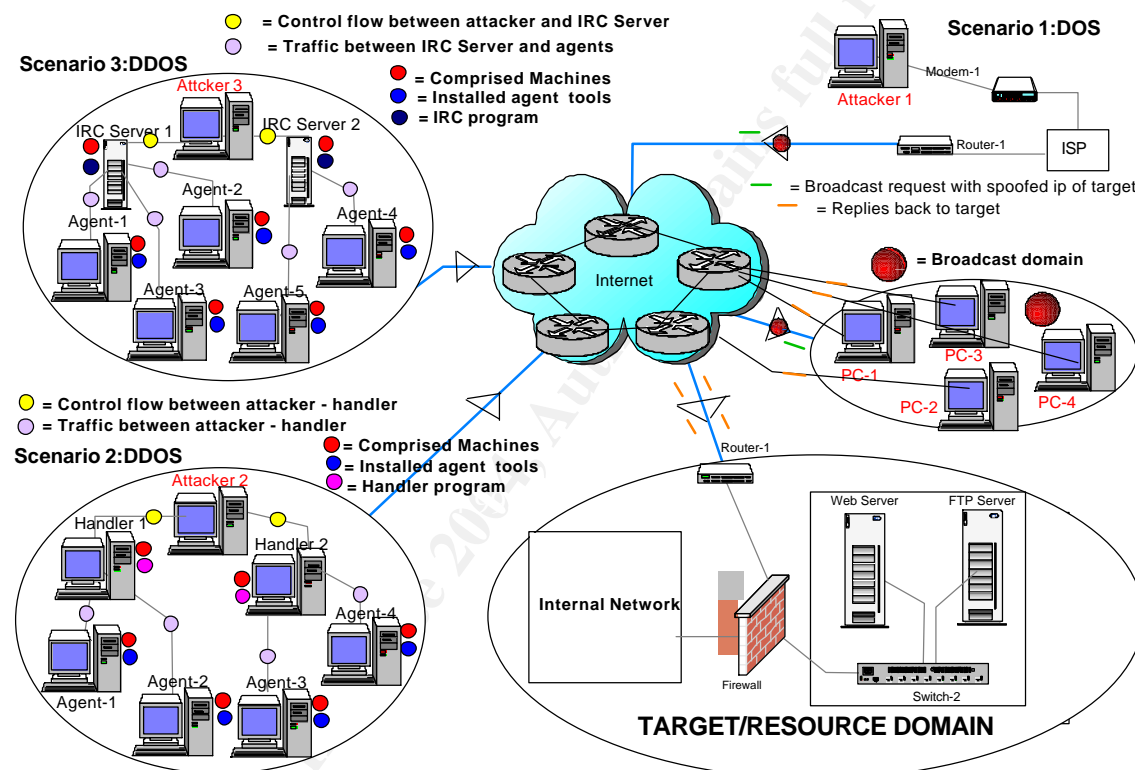 = Control flow between attacker and IRC Server
= Traffic between IRC Server and agents
Scenario 3:DDOS
= Comprised Machines
= Installed agent tools
= IRC program
Attcker 3
IRC Server 1
IRC Server 2
Agent-2
Agent-1
Agent-4
Agent-3
Agent-5
Scenario 1:DOS
Attacker 1
Modem-1
Router-1
ISP
= Broadcast request with spoofed ip of target
= Replies back to target
= Broadcast domain
Internet
PC-3
PC-1
PC-2
PC-4
= Control flow between attacker - handler
= Traffic between attacker - handler
Scenario 2:DDOS
= Comprised Machines
= Installed agent tools
= Handler program
Attacker 2
Handler 1
Handler 2
Agent-4
Agent-1
Agent-2
Agent-3
Router-1
Web Server
FTP Server
Internal Network
Firewall
Switch-2
TARGET/RESOURCE DOMAIN
2004, Aut
ains full